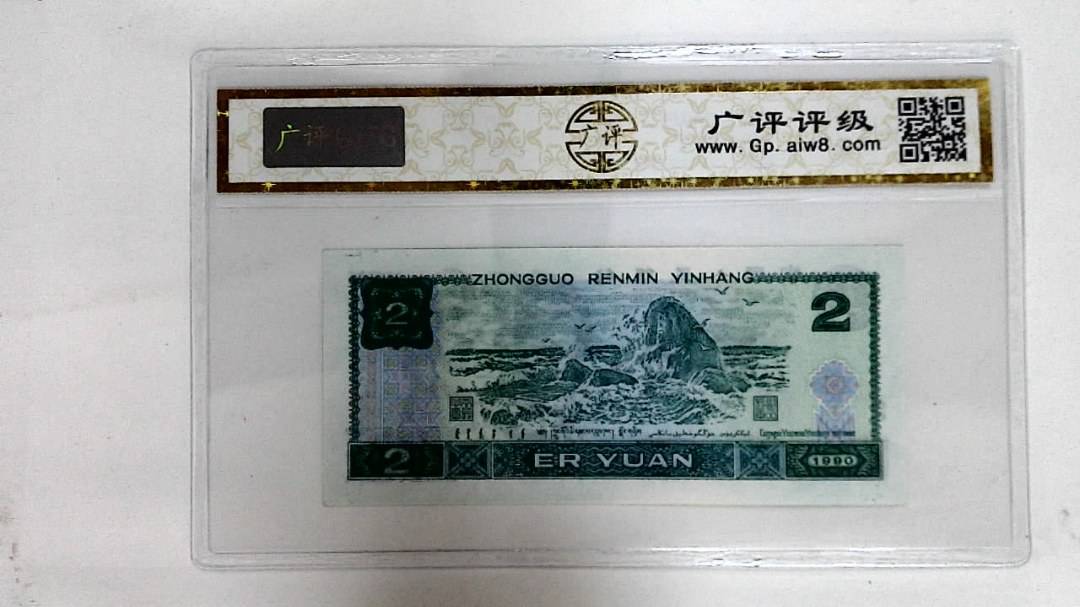 广评
广评
广评评级
www.Gp.aiw8.com
ZHONGGUO RENMIN YINHANG
2
2
2
ER YUAN
1990